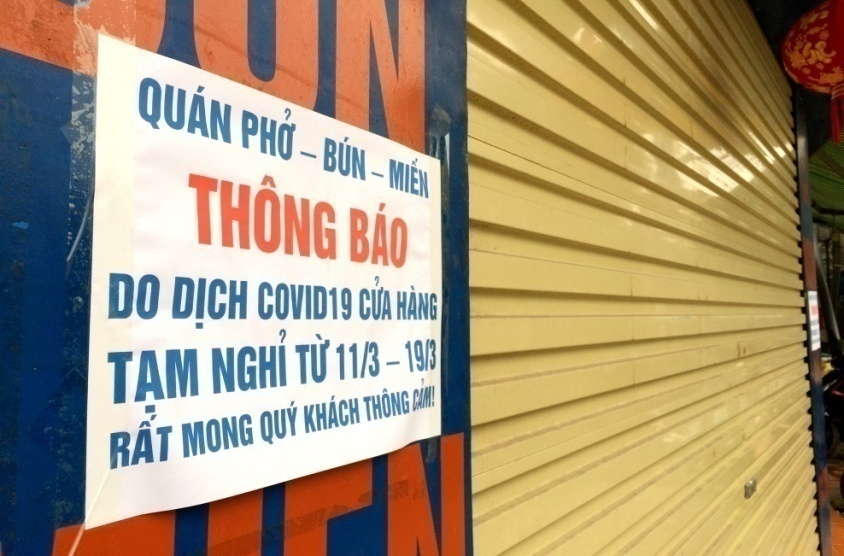 QUÁN PHỞ – BÚN – MIẾN
THÔNG BÁO
DO DỊCH COVID19 CỬA HÀNG
TẠM NGHỈ TỪ 11/3 – 19/3
RẤT MONG QUÝ KHÁCH THÔNG CẢM!